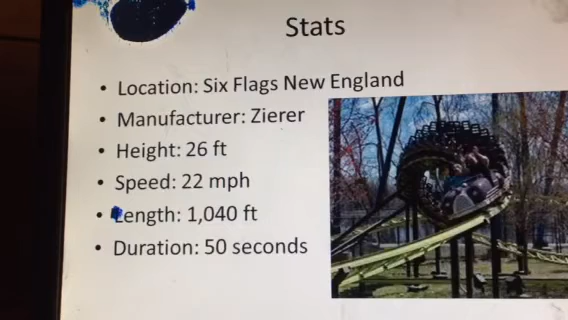 Stats
• Location: Six Flags New England
• Manufacturer: Zierer
• Height: 26 ft
• Speed: 22 mph
• Length: 1,040 ft
• Duration: 50 seconds